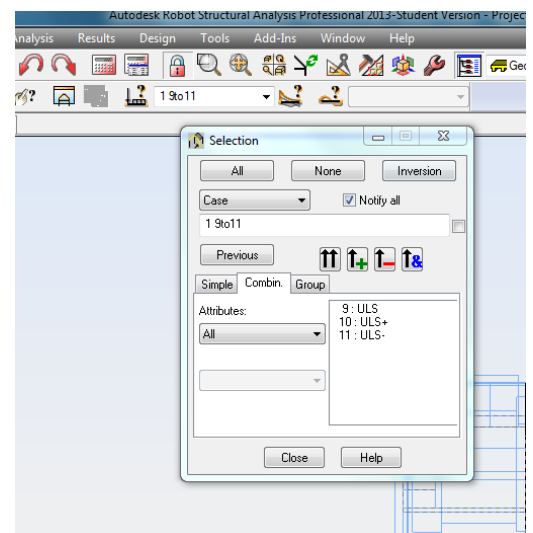 Autodesk Robot Structural Analysis Professional 2013-Student Version - Projec
nalysis Results Design Tools Add-Ins Window Help
Geo
1 9to11
Selection
All None Inversion
Case Notify all
1 9to11
Previous
Simple Combin. Group
Attributes:
All
9 : ULS
10 : ULS+
11 : ULS-
Close Help